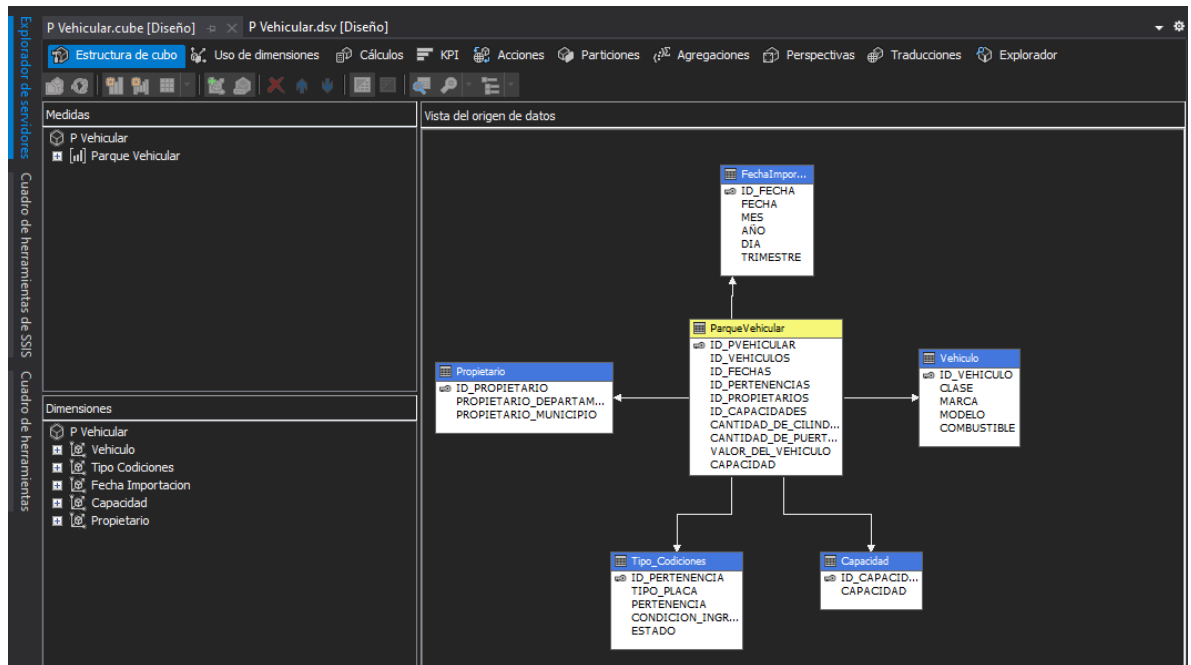 P Vehicular.cube [Diseño]
P Vehicular.dsv [Diseño]
Estructura de cubo
Uso de dimensiones
Cálculos
KPI
Acciones
Particiones
Agregaciones
Perspectivas
Traducciones
Explorador
Explorador de servidores
Cuadro de herramientas de SSIS
Cuadro de herramientas
Medidas
P Vehicular
Parque Vehicular
Dimensiones
P Vehicular
Vehiculo
Tipo Codiciones
Fecha Importacion
Capacidad
Propietario
Vista del origen de datos
FechaImpor...
ID_FECHA
FECHA
MES
AÑO
DIA
TRIMESTRE
ParqueVehicular
ID_PVEHICULAR
ID_VEHICULOS
ID_FECHAS
ID_PERTENENCIAS
ID_PROPIETARIOS
ID_CAPACIDADES
CANTIDAD_DE_CILIND...
CANTIDAD_DE_PUERT...
VALOR_DEL_VEHICULO
CAPACIDAD
Propietario
ID_PROPIETARIO
PROPIETARIO_DEPARTAM...
PROPIETARIO_MUNICIPIO
Vehiculo
ID_VEHICULO
CLASE
MARCA
MODELO
COMBUSTIBLE
Tipo_Codiciones
ID_PERTENENCIA
TIPO_PLACA
PERTENENCIA
CONDICION_INGR...
ESTADO
Capacidad
ID_CAPACID...
CAPACIDAD